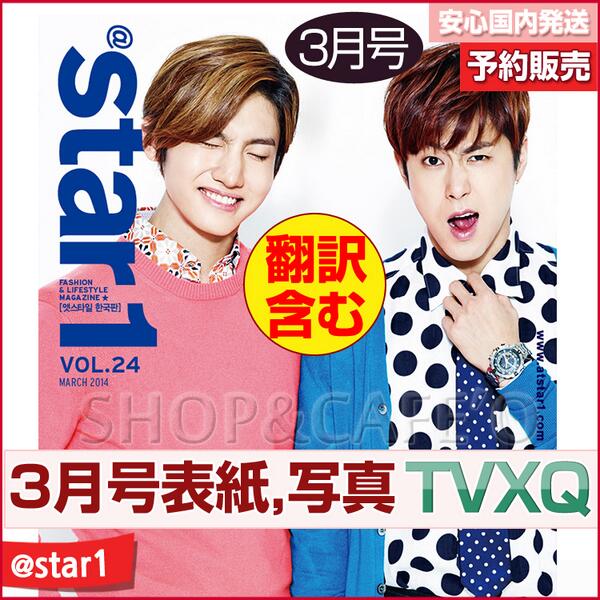 安心国内発送
予約販売
3月号
@star1
FASHION
& LIFESTYLE
MAGAZINE ★
[앳스타일 한국판]
VOL.24
MARCH 2014
翻訳
含む
www.atstar1.com
SHOP&CAFE O
3月号表紙,写真 TVXQ
@star1